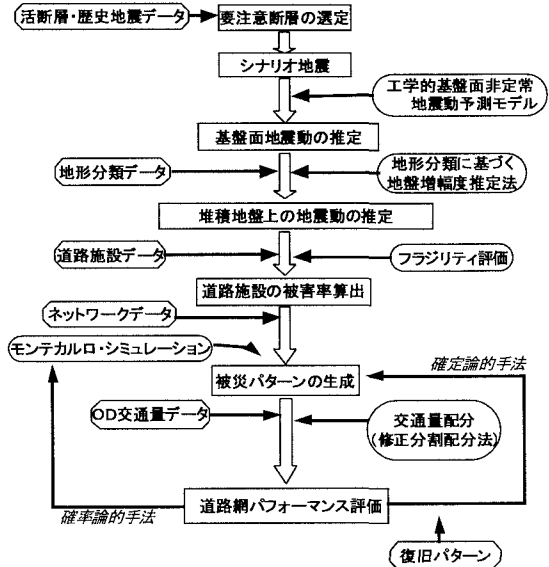 活断層・歴史地震データ
要注意断層の選定
シナリオ地震
工学的基盤面非定常
地震動予測モデル
基盤面地震動の推定
地形分類データ
地形分類に基づく
地盤増幅度推定法
堆積地盤上の地震動の推定
道路施設データ
フラジリティ評価
道路施設の被害率算出
ネットワークデータ
モンテカルロ・シミュレーション
確定論的手法
被災パターンの生成
OD交通量データ
交通量配分
(修正分割配分法)
道路網パフォーマンス評価
確率論的手法
復旧パターン